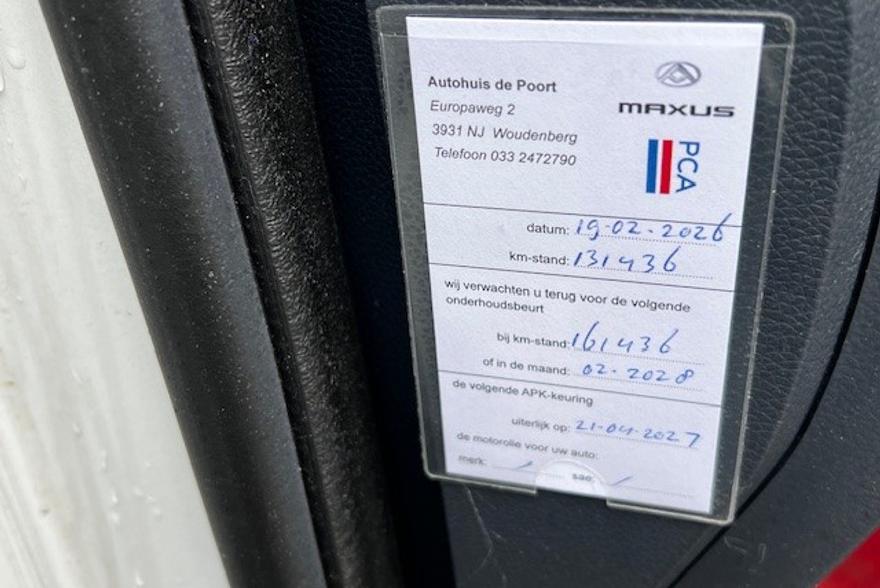 Autohuis de Poort
Europaweg 2
3931 NJ Woudenberg
Telefoon 033 2472790
MAXUS
PCA
datum: 19-02-2026
km-stand: 131436
wij verwachten u terug voor de volgende
onderhoudsbeurt
bij km-stand: 161436
of in de maand: 02-2028
de volgende APK-keuring
uiterlijk op: 21-04-2027
de motorolie voor uw auto:
merk: sae: